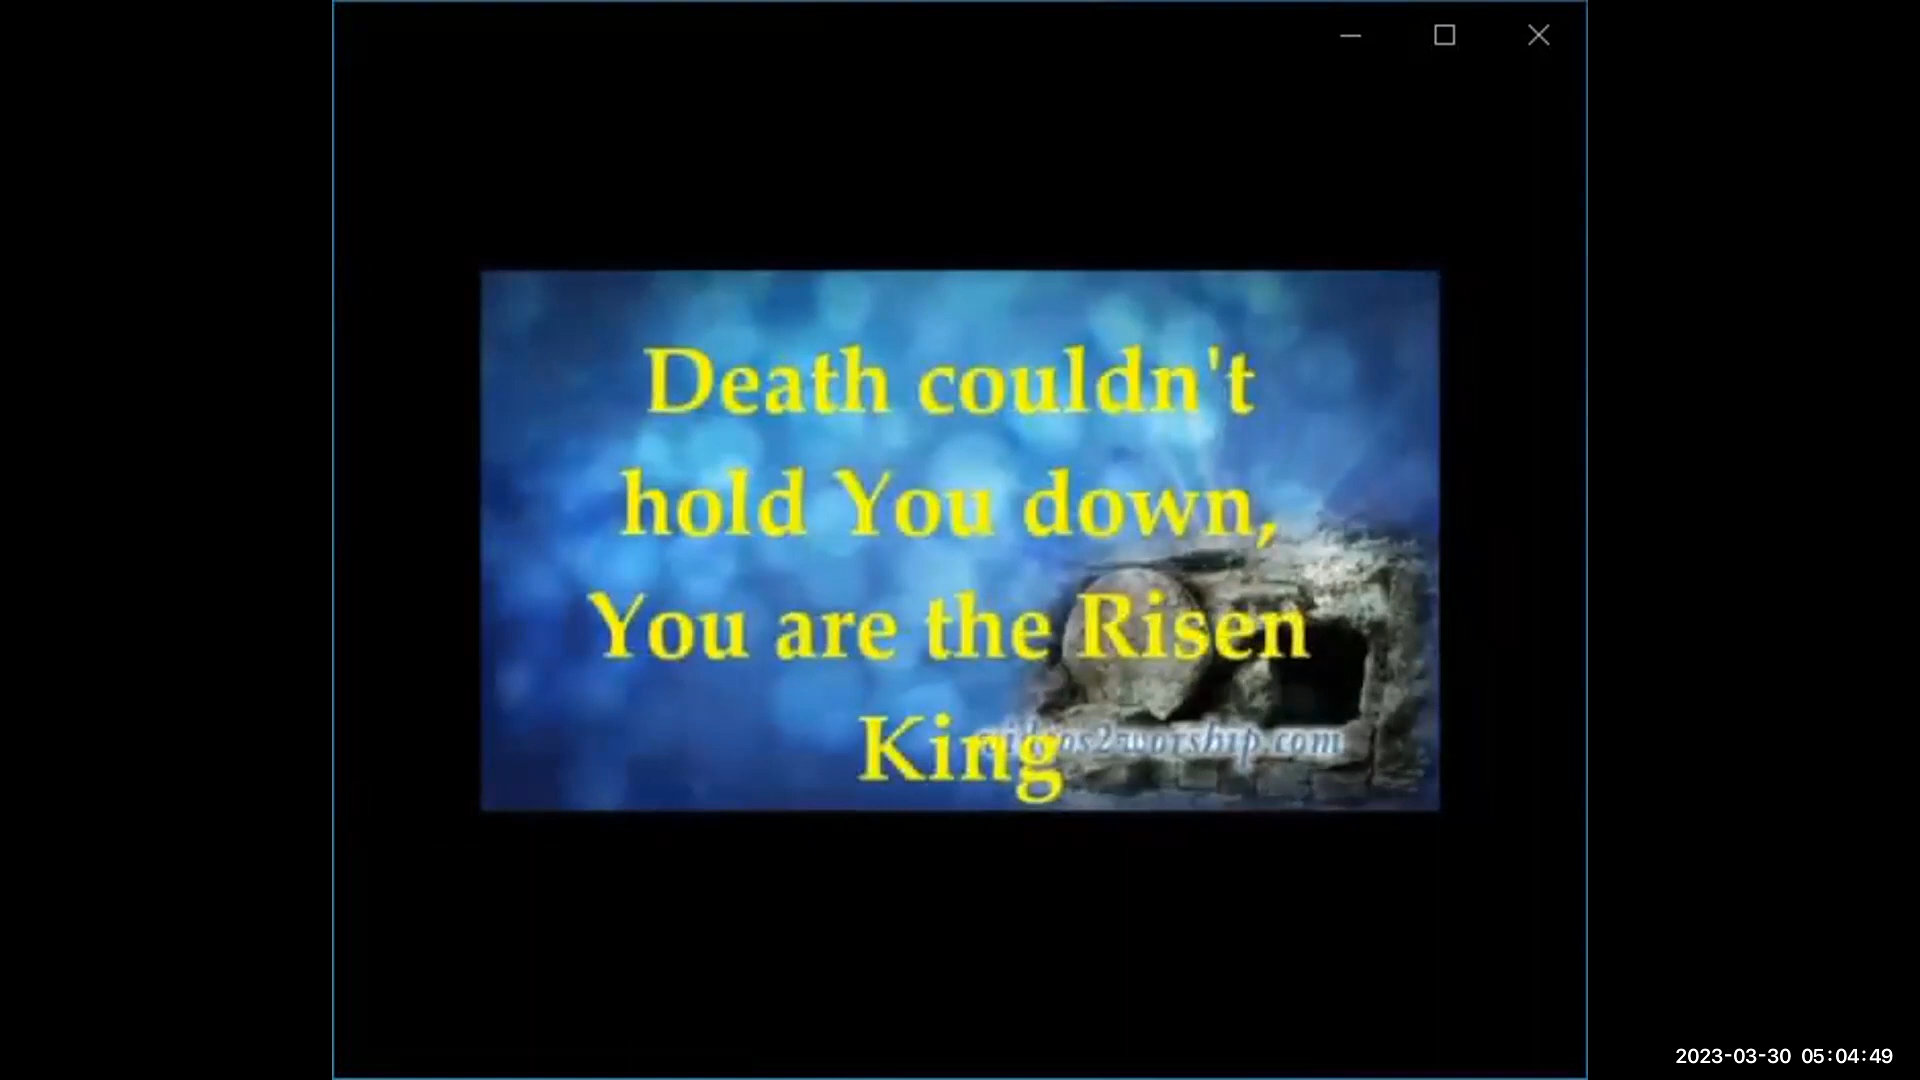 Death couldn't
hold You down,
You are the Risen
King
2023-03-30 05:04:49